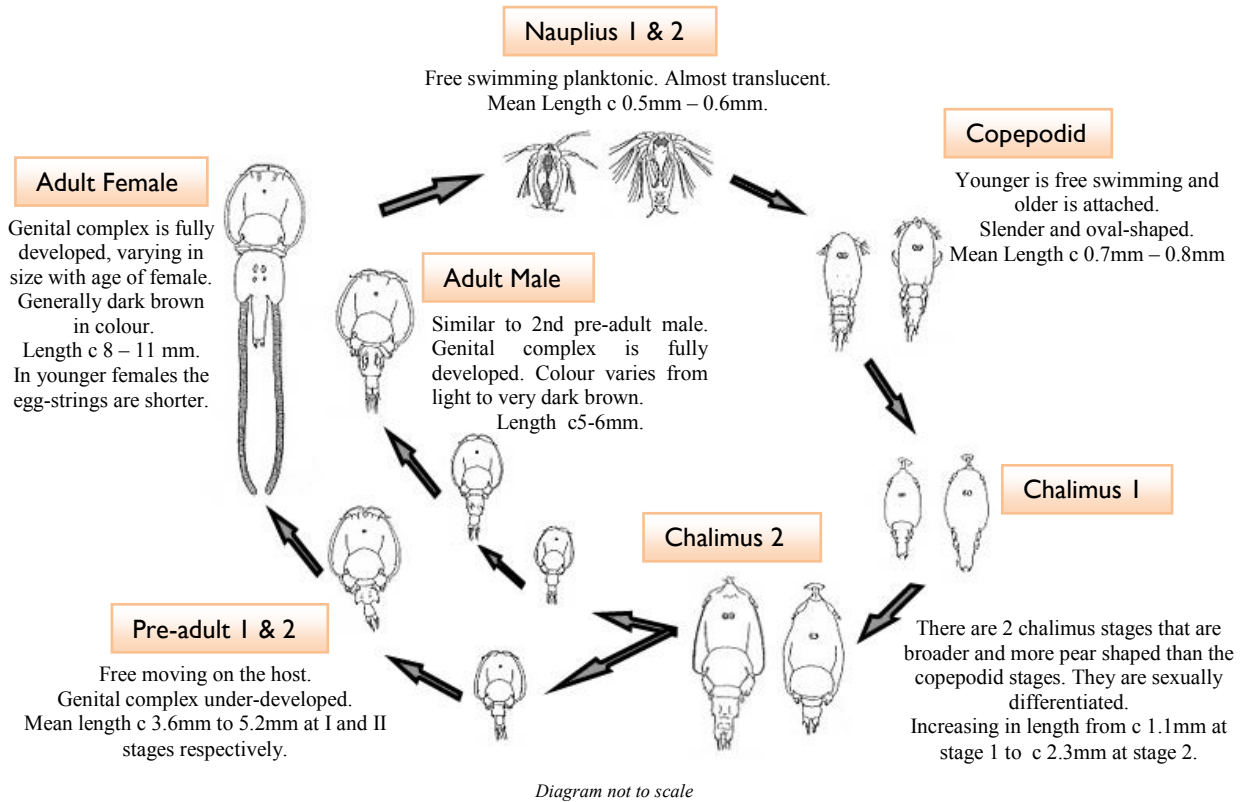 Nauplius 1 & 2
Free swimming planktonic. Almost translucent.
Mean Length c 0.5mm – 0.6mm.
Copepodid
Younger is free swimming and
older is attached.
Slender and oval-shaped.
Mean Length c 0.7mm – 0.8mm
Adult Female
Genital complex is fully
developed, varying in
size with age of female.
Generally dark brown
in colour.
Length c 8 – 11 mm.
In younger females the
egg-strings are shorter.
Adult Male
Similar to 2nd pre-adult male.
Genital complex is fully
developed. Colour varies from
light to very dark brown.
Length c5-6mm.
Chalimus 1
Chalimus 2
There are 2 chalimus stages that are
broader and more pear shaped than the
copepodid stages. They are sexually
differentiated.
Increasing in length from c 1.1mm at
stage 1 to c 2.3mm at stage 2.
Pre-adult 1 & 2
Free moving on the host.
Genital complex under-developed.
Mean length c 3.6mm to 5.2mm at I and II
stages respectively.
Diagram not to scale